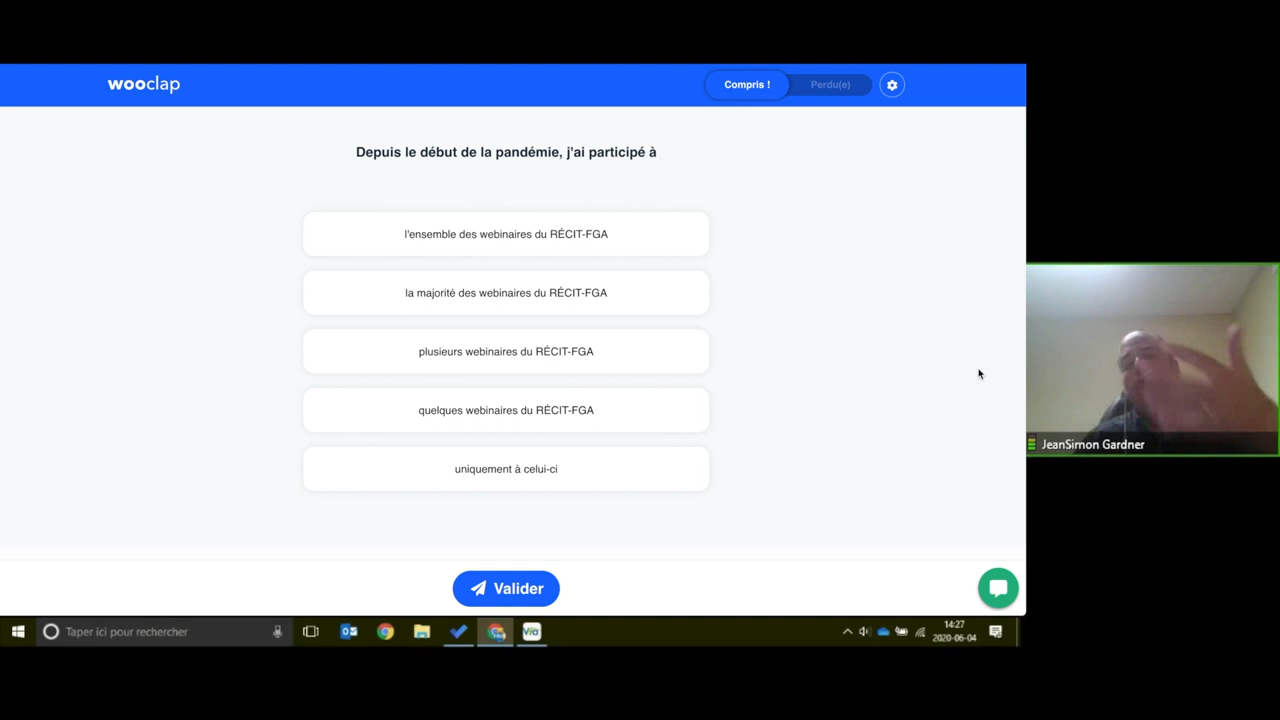 wooclap
Compris !
Perdu(e)
Depuis le début de la pandémie, j'ai participé à
l'ensemble des webinaires du RÉCIT-FGA
la majorité des webinaires du RÉCIT-FGA
plusieurs webinaires du RÉCIT-FGA
quelques webinaires du RÉCIT-FGA
uniquement à celui-ci
JeanSimon Gardner
Valider
Taper ici pour rechercher
Via
14:27
2020-06-04